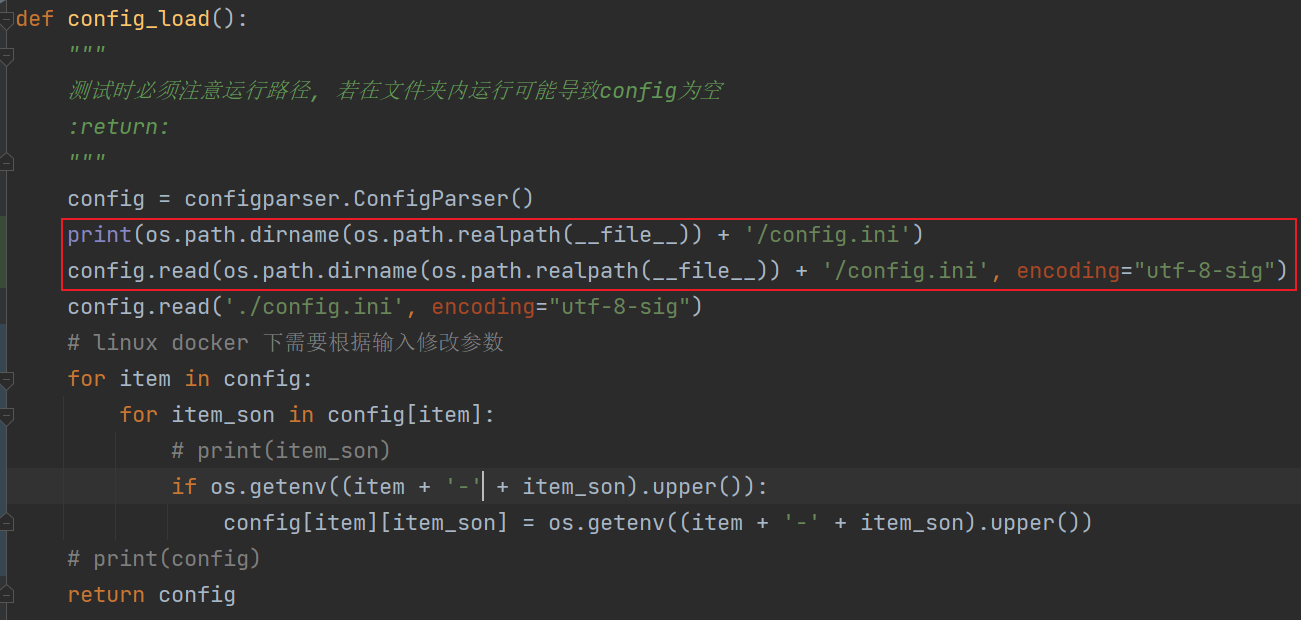 def config_load():
    """
    测试时必须注意运行路径, 若在文件夹内运行可能导致config为空
    :return:
    """
    config = configparser.ConfigParser()
    print(os.path.dirname(os.path.realpath(__file__)) + '/config.ini')
    config.read(os.path.dirname(os.path.realpath(__file__)) + '/config.ini', encoding="utf-8-sig")
    config.read('./config.ini', encoding="utf-8-sig")
    # linux docker 下需要根据输入修改参数
    for item in config:
        for item_son in config[item]:
            # print(item_son)
            if os.getenv((item + '-' + item_son).upper()):
                config[item][item_son] = os.getenv((item + '-' + item_son).upper())
    # print(config)
    return config